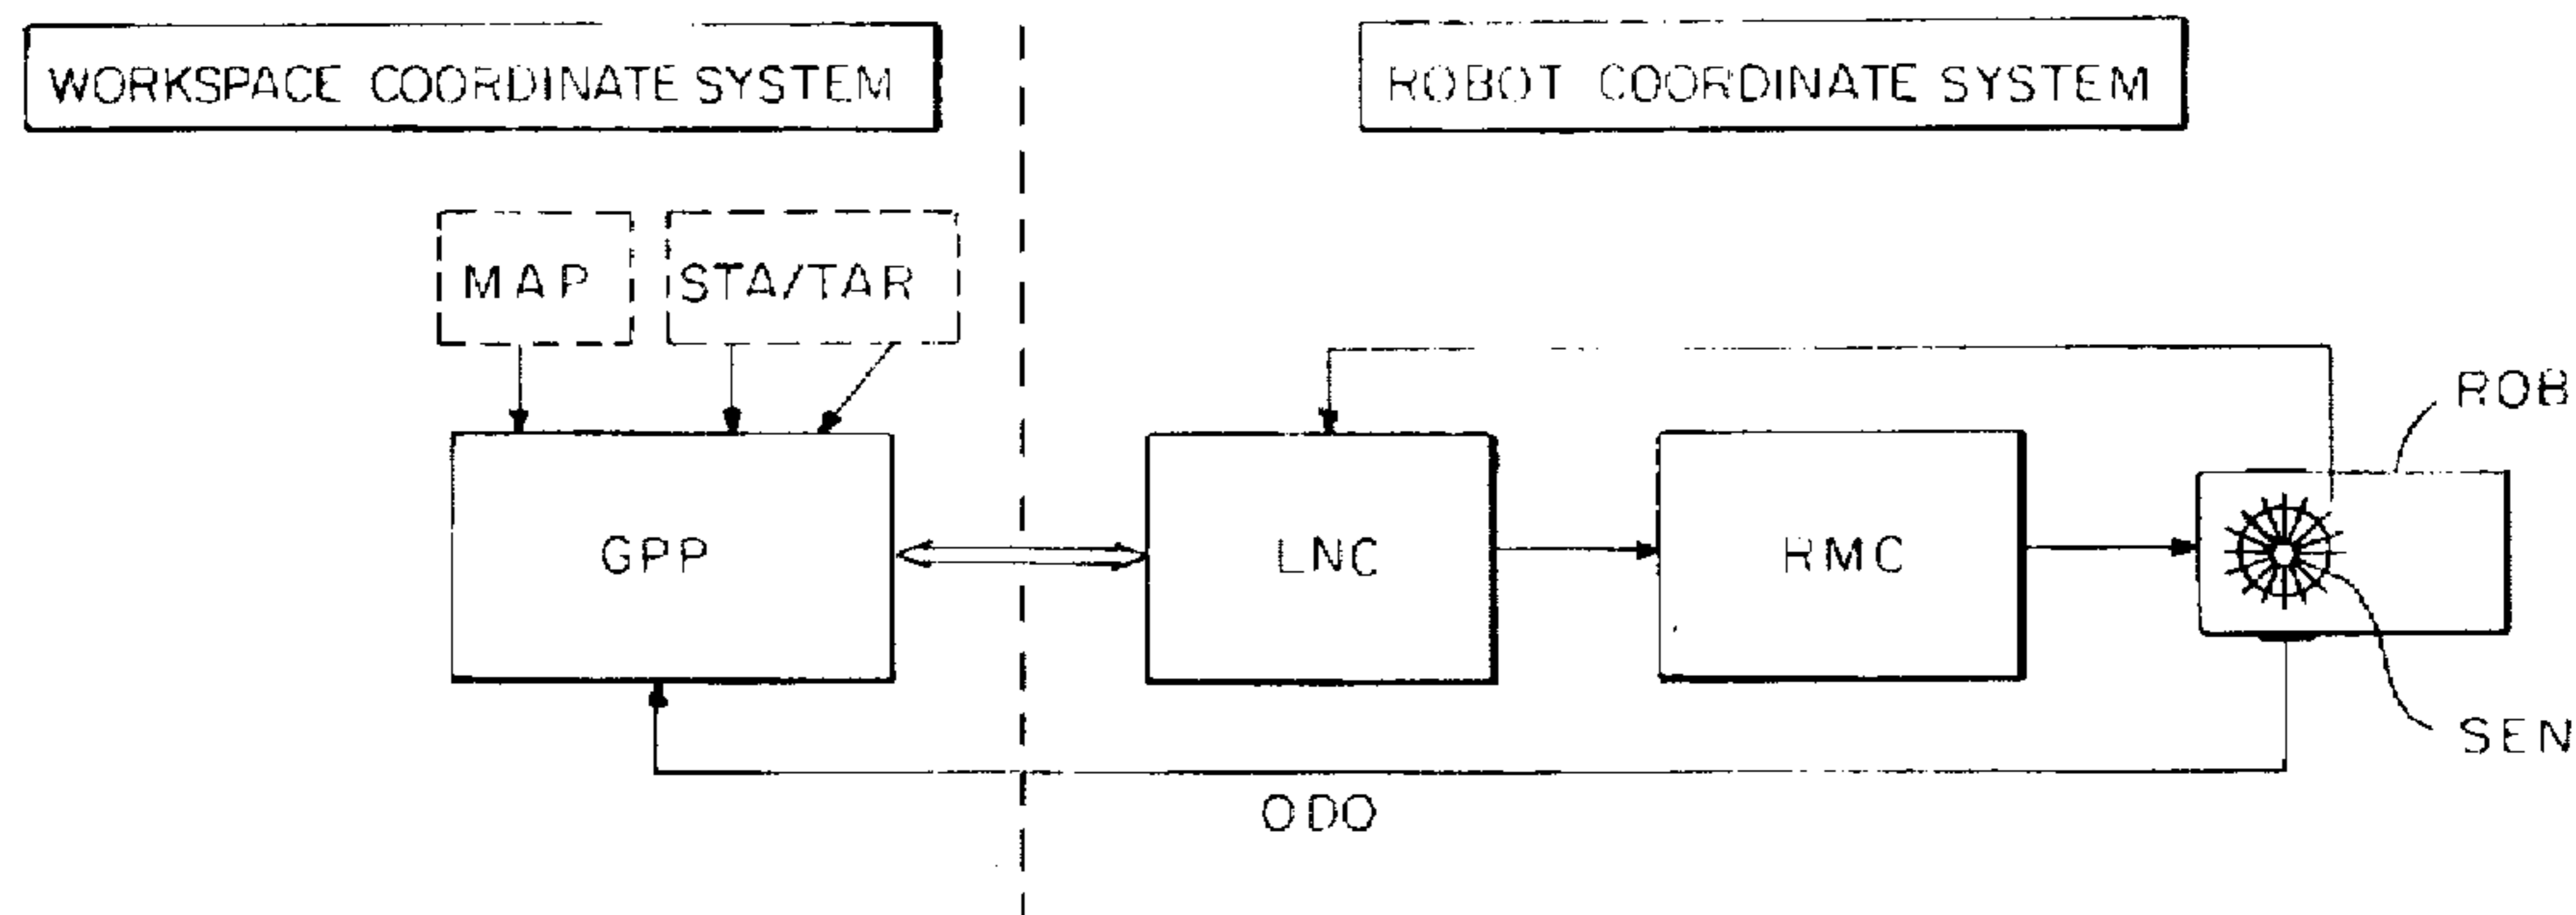 WORKSPACE COORDINATE SYSTEM
ROBOT COORDINATE SYSTEM
MAP
STA/TAR
ROB
GPP
LNC
RMC
SEN
ODO